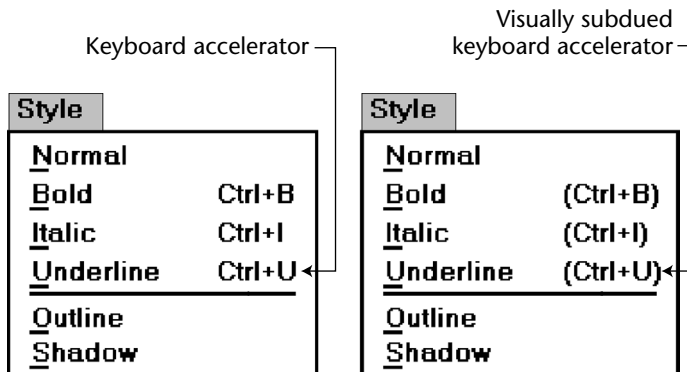 Keyboard accelerator
Visually subdued
keyboard accelerator
Style
Normal
Bold Ctrl+B
Italic Ctrl+I
Underline Ctrl+U
Outline
Shadow
Style
Normal
Bold (Ctrl+B)
Italic (Ctrl+I)
Underline (Ctrl+U)
Outline
Shadow